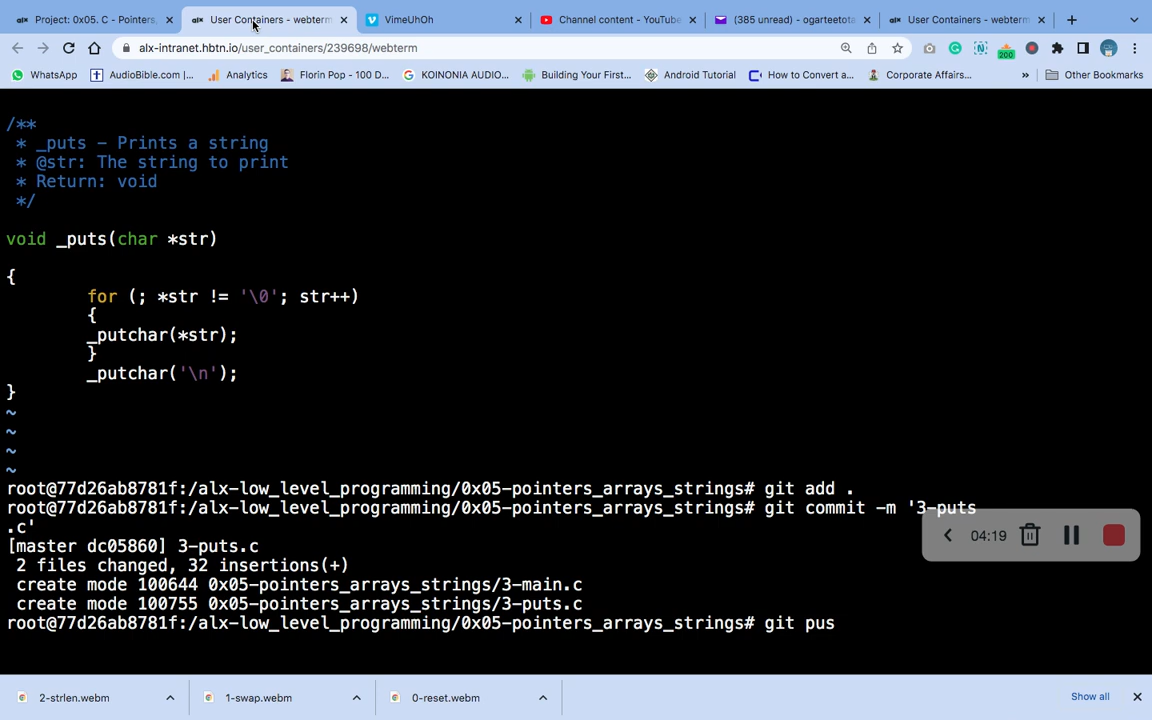 Project: 0x05. C - Pointers,
User Containers - webterm
VimeUhOh
Channel content - YouTube
(385 unread) - ogarteetota
User Containers - webterm
alx-intranet.hbtn.io/user_containers/239698/webterm
200
WhatsApp
AudioBible.com |...
Analytics
Florin Pop - 100 D...
KOINONIA AUDIO...
Building Your First...
Android Tutorial
How to Convert a...
Corporate Affairs...
»
Other Bookmarks
/**
 * _puts – Prints a string
 * @str: The string to print
 * Return: void
 */
void _puts(char *str)
{
for (; *str != '\0'; str++)
{
_putchar(*str);
}
_putchar('\n');
}
~
~
~
~
root@77d26ab8781f:/alx-low_level_programming/0x05-pointers_arrays_strings# git add .
root@77d26ab8781f:/alx-low_level_programming/0x05-pointers_arrays_strings# git commit -m '3-puts
.c'
[master dc05860] 3-puts.c
 2 files changed, 32 insertions(+)
 create mode 100644 0x05-pointers_arrays_strings/3-main.c
 create mode 100755 0x05-pointers_arrays_strings/3-puts.c
root@77d26ab8781f:/alx-low_level_programming/0x05-pointers_arrays_strings# git pus
04:19
2-strlen.webm
1-swap.webm
0-reset.webm
Show all